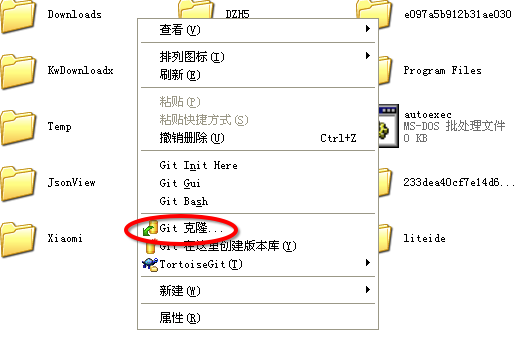 Downloads
DZH5
e097a5b912b31ae030
查看(V)
排列图标(I)
刷新(E)
KwDownloadx
Program Files
粘贴(P)
粘贴快捷方式(S)
撤销删除(U) Ctrl+Z
Temp
autoexec
MS-DOS 批处理文件
0 KB
Git Init Here
Git Gui
Git Bash
JsonView
233dea40cf7e14d6...
Git 克隆...
Git 在这里创建版本库(Y)
TortoiseGit(T)
Xiaomi
liteide
新建(W)
属性(R)